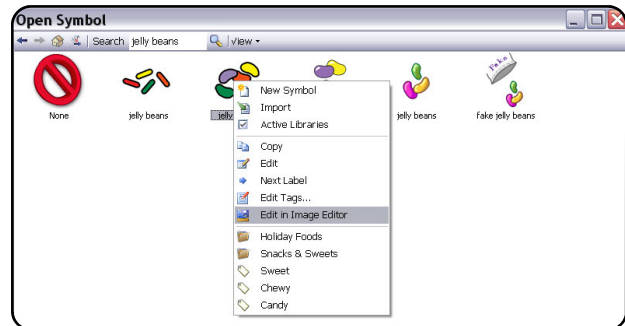 Open Symbol
Search jelly beans View
None
jelly beans
jelly
jelly beans
fake jelly beans
Fake
New Symbol
Import
Active Libraries
Copy
Edit
Next Label
Edit Tags...
Edit in Image Editor
Holiday Foods
Snacks & Sweets
Sweet
Chewy
Candy